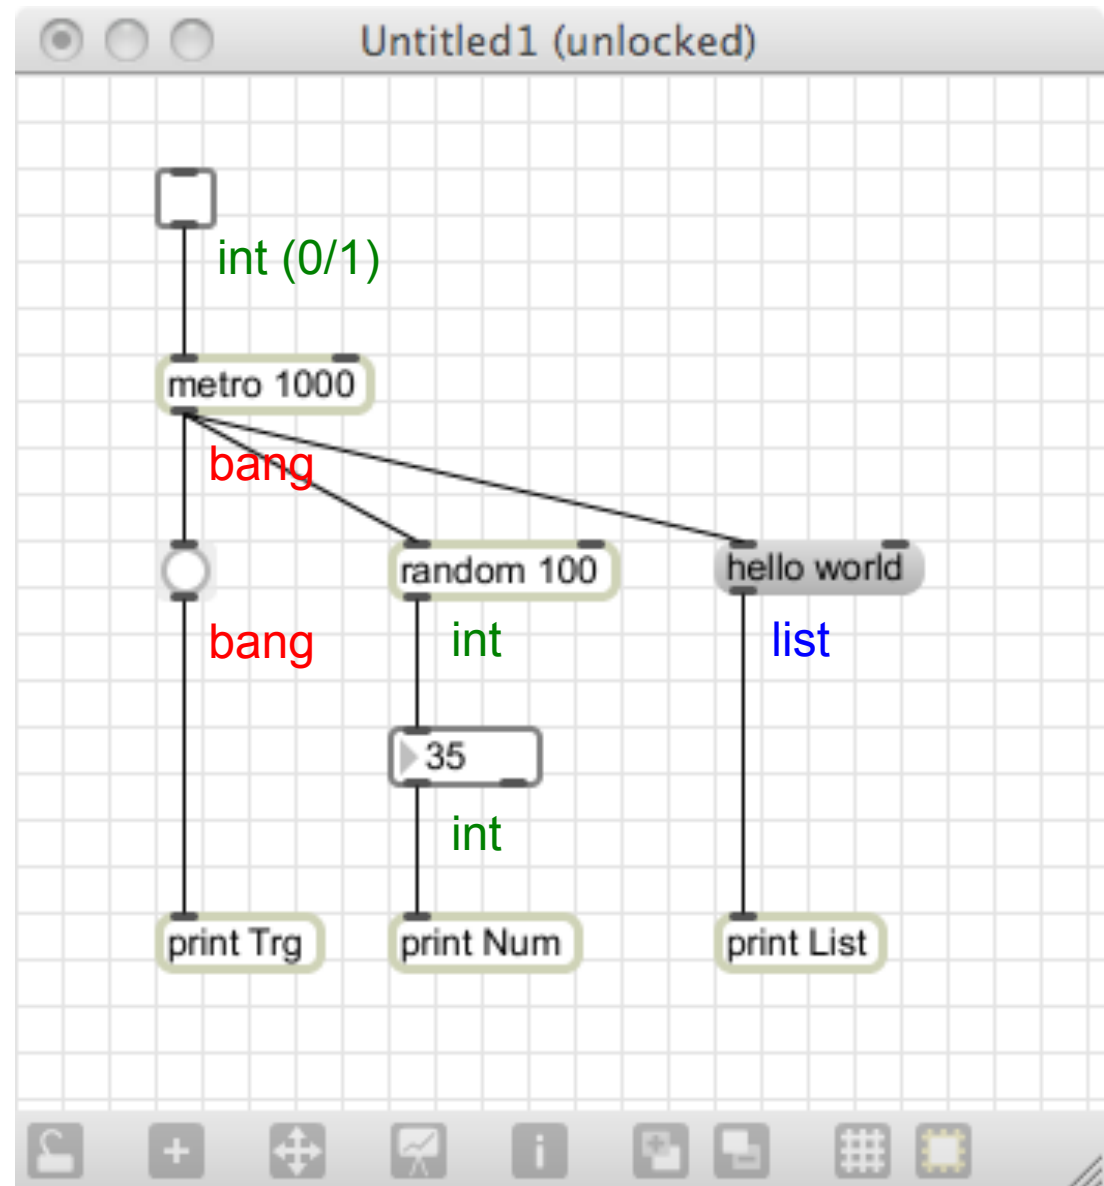 Untitled1 (unlocked)
int (0/1)
metro 1000
bang
random 100
hello world
bang
int
list
35
int
print Trg
print Num
print List